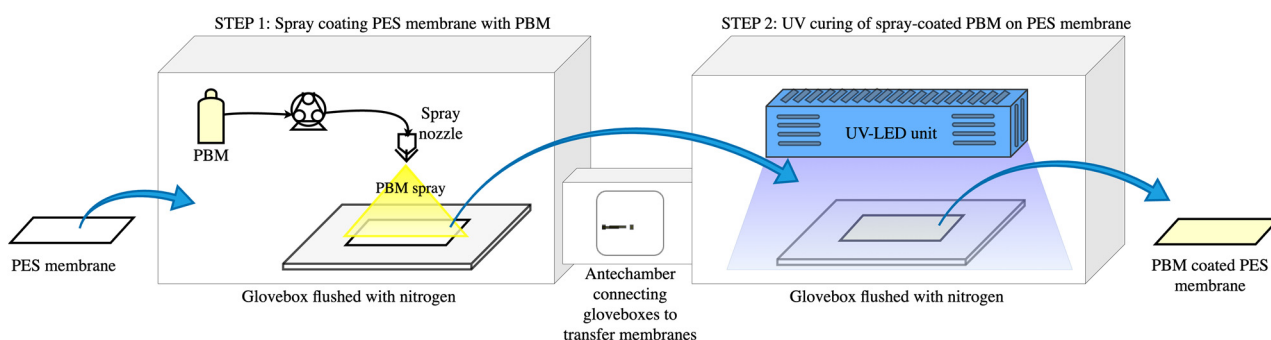 STEP 1: Spray coating PES membrane with PBM
STEP 2: UV curing of spray-coated PBM on PES membrane
Spray
nozzle
PBM
PBM spray
UV-LED unit
PES membrane
Glovebox flushed with nitrogen
Antechamber
connecting
gloveboxes to
transfer membranes
Glovebox flushed with nitrogen
PBM coated PES
membrane